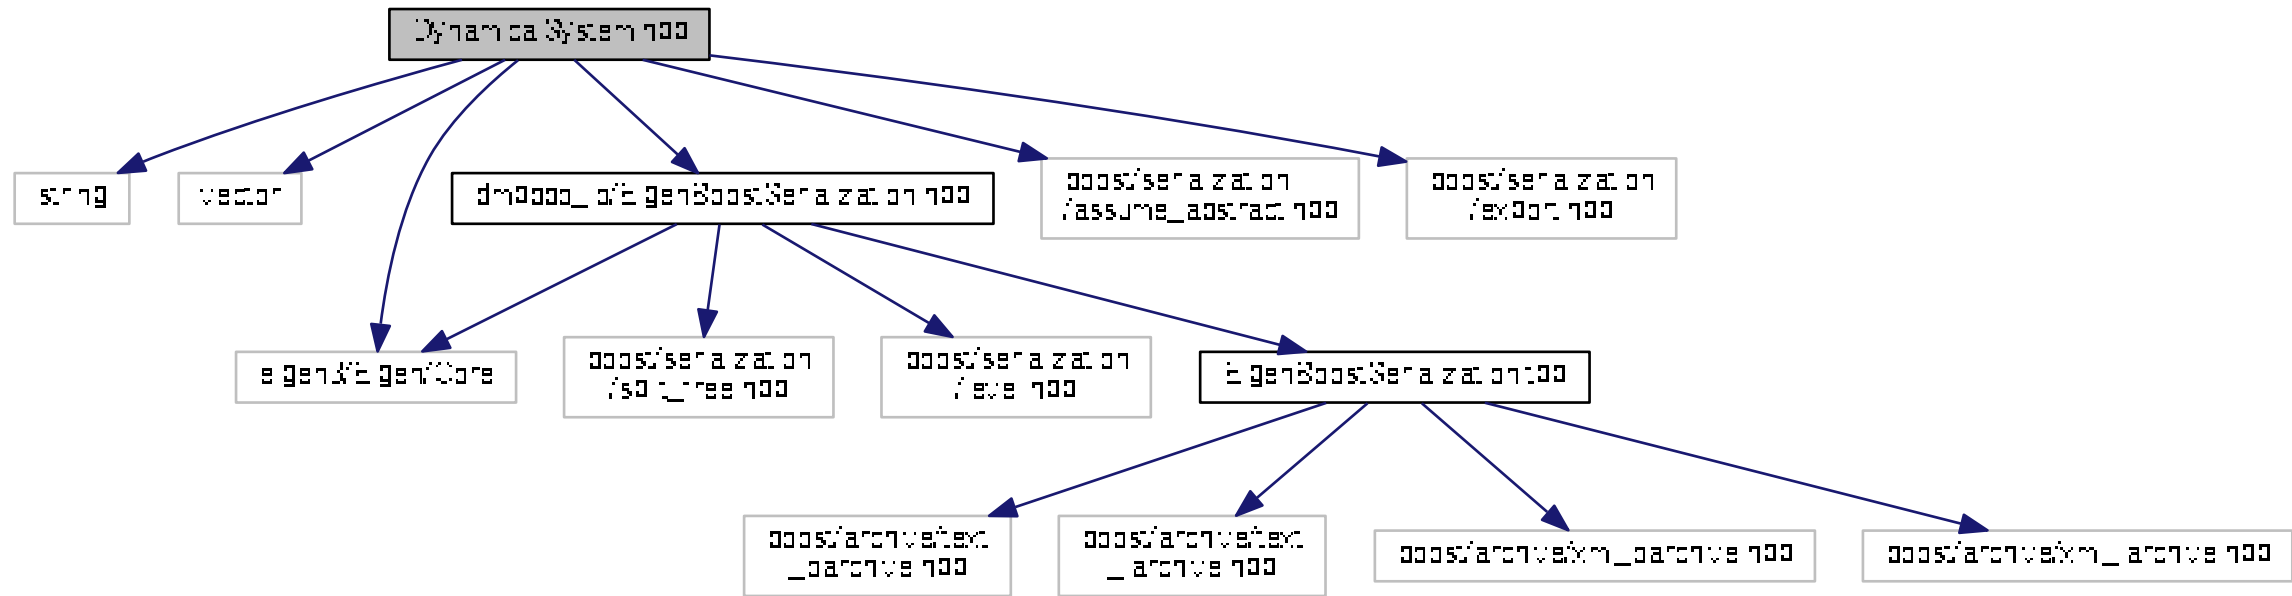 DynamicalSystem.hpp
string
vector
dmpbbo_io/EigenBoostSerialization.hpp
boost/serialization
/assume_abstract.hpp
boost/serialization
/export.hpp
eigen3/Eigen/Core
boost/serialization
/split_free.hpp
boost/serialization
/level.hpp
EigenBoostSerialization.tpp
boost/archive/text
_oarchive.hpp
boost/archive/text
_iarchive.hpp
boost/archive/xml_oarchive.hpp
boost/archive/xml_iarchive.hpp